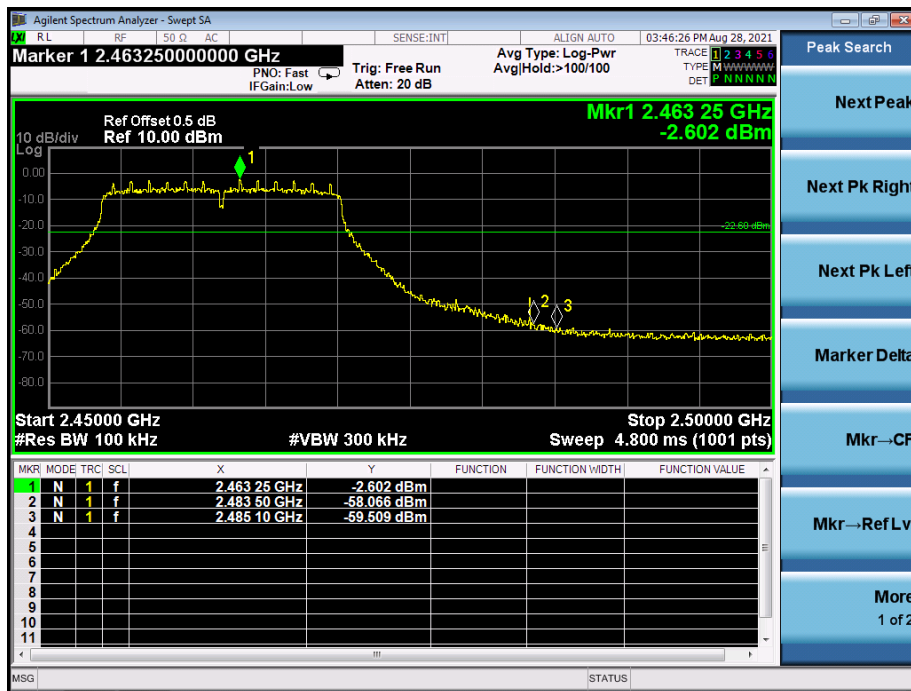 Agilent Spectrum Analyzer - Swept SA
LXI RL RF 50 Ω AC SENSE:INT ALIGN AUTO 03:46:26 PM Aug 28, 2021
Marker 1 2.463250000000 GHz
PNO: Fast
IFGain:Low
Trig: Free Run
Atten: 20 dB
Avg Type: Log-Pwr
Avg|Hold:>100/100
TRACE 1 2 3 4 5 6
TYPE M W W W W W
DET P N N N N N
Mkr1 2.463 25 GHz
-2.602 dBm
Ref Offset 0.5 dB
10 dB/div Ref 10.00 dBm
Log
1
0.00
-10.0
-20.0
-22.60 dBm
-30.0
-40.0
-50.0
2 3
-60.0
-70.0
-80.0
Start 2.45000 GHz Stop 2.50000 GHz
#Res BW 100 kHz #VBW 300 kHz Sweep 4.800 ms (1001 pts)
MKR MODE TRC SCL X Y FUNCTION FUNCTION WIDTH FUNCTION VALUE
1 N 1 f 2.463 25 GHz -2.602 dBm
2 N 1 f 2.483 50 GHz -58.066 dBm
3 N 1 f 2.485 10 GHz -59.509 dBm
4
5
6
7
8
9
10
11
MSG STATUS
Peak Search
Next Peak
Next Pk Right
Next Pk Left
Marker Delta
Mkr→CF
Mkr→Ref Lv
More
1 of 2